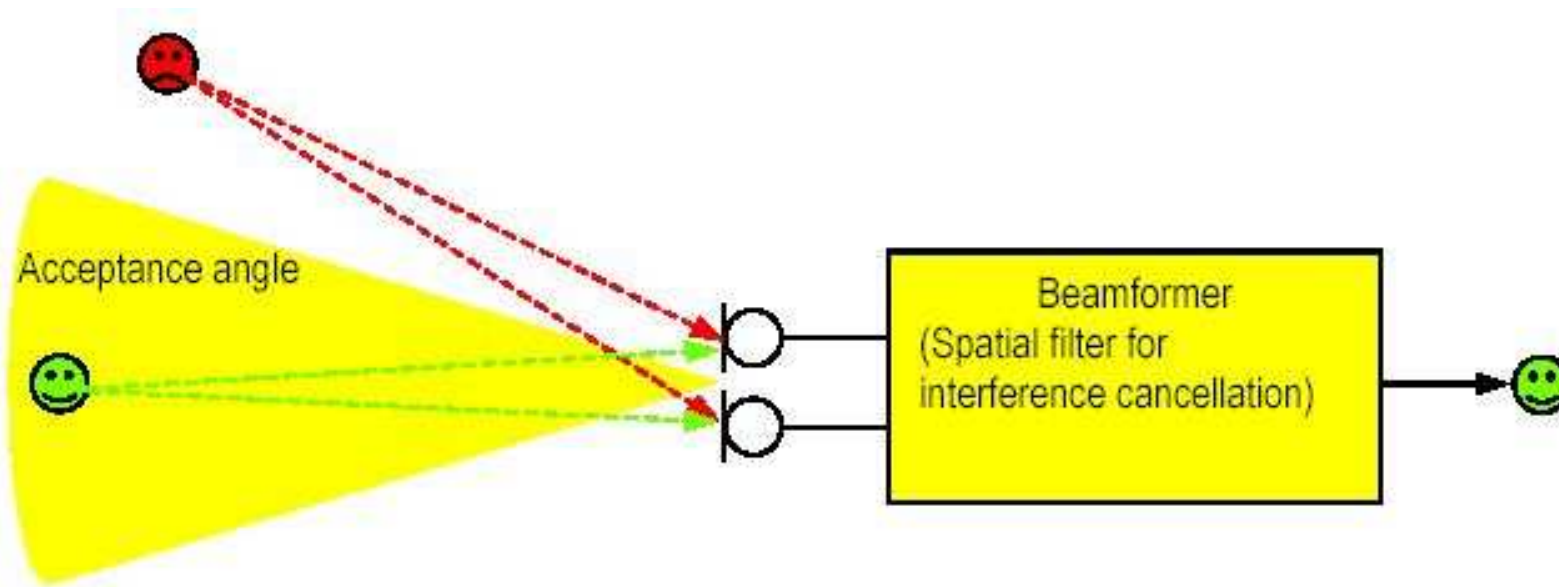 Acceptance angle
Beamformer
(Spatial filter for
interference cancellation)